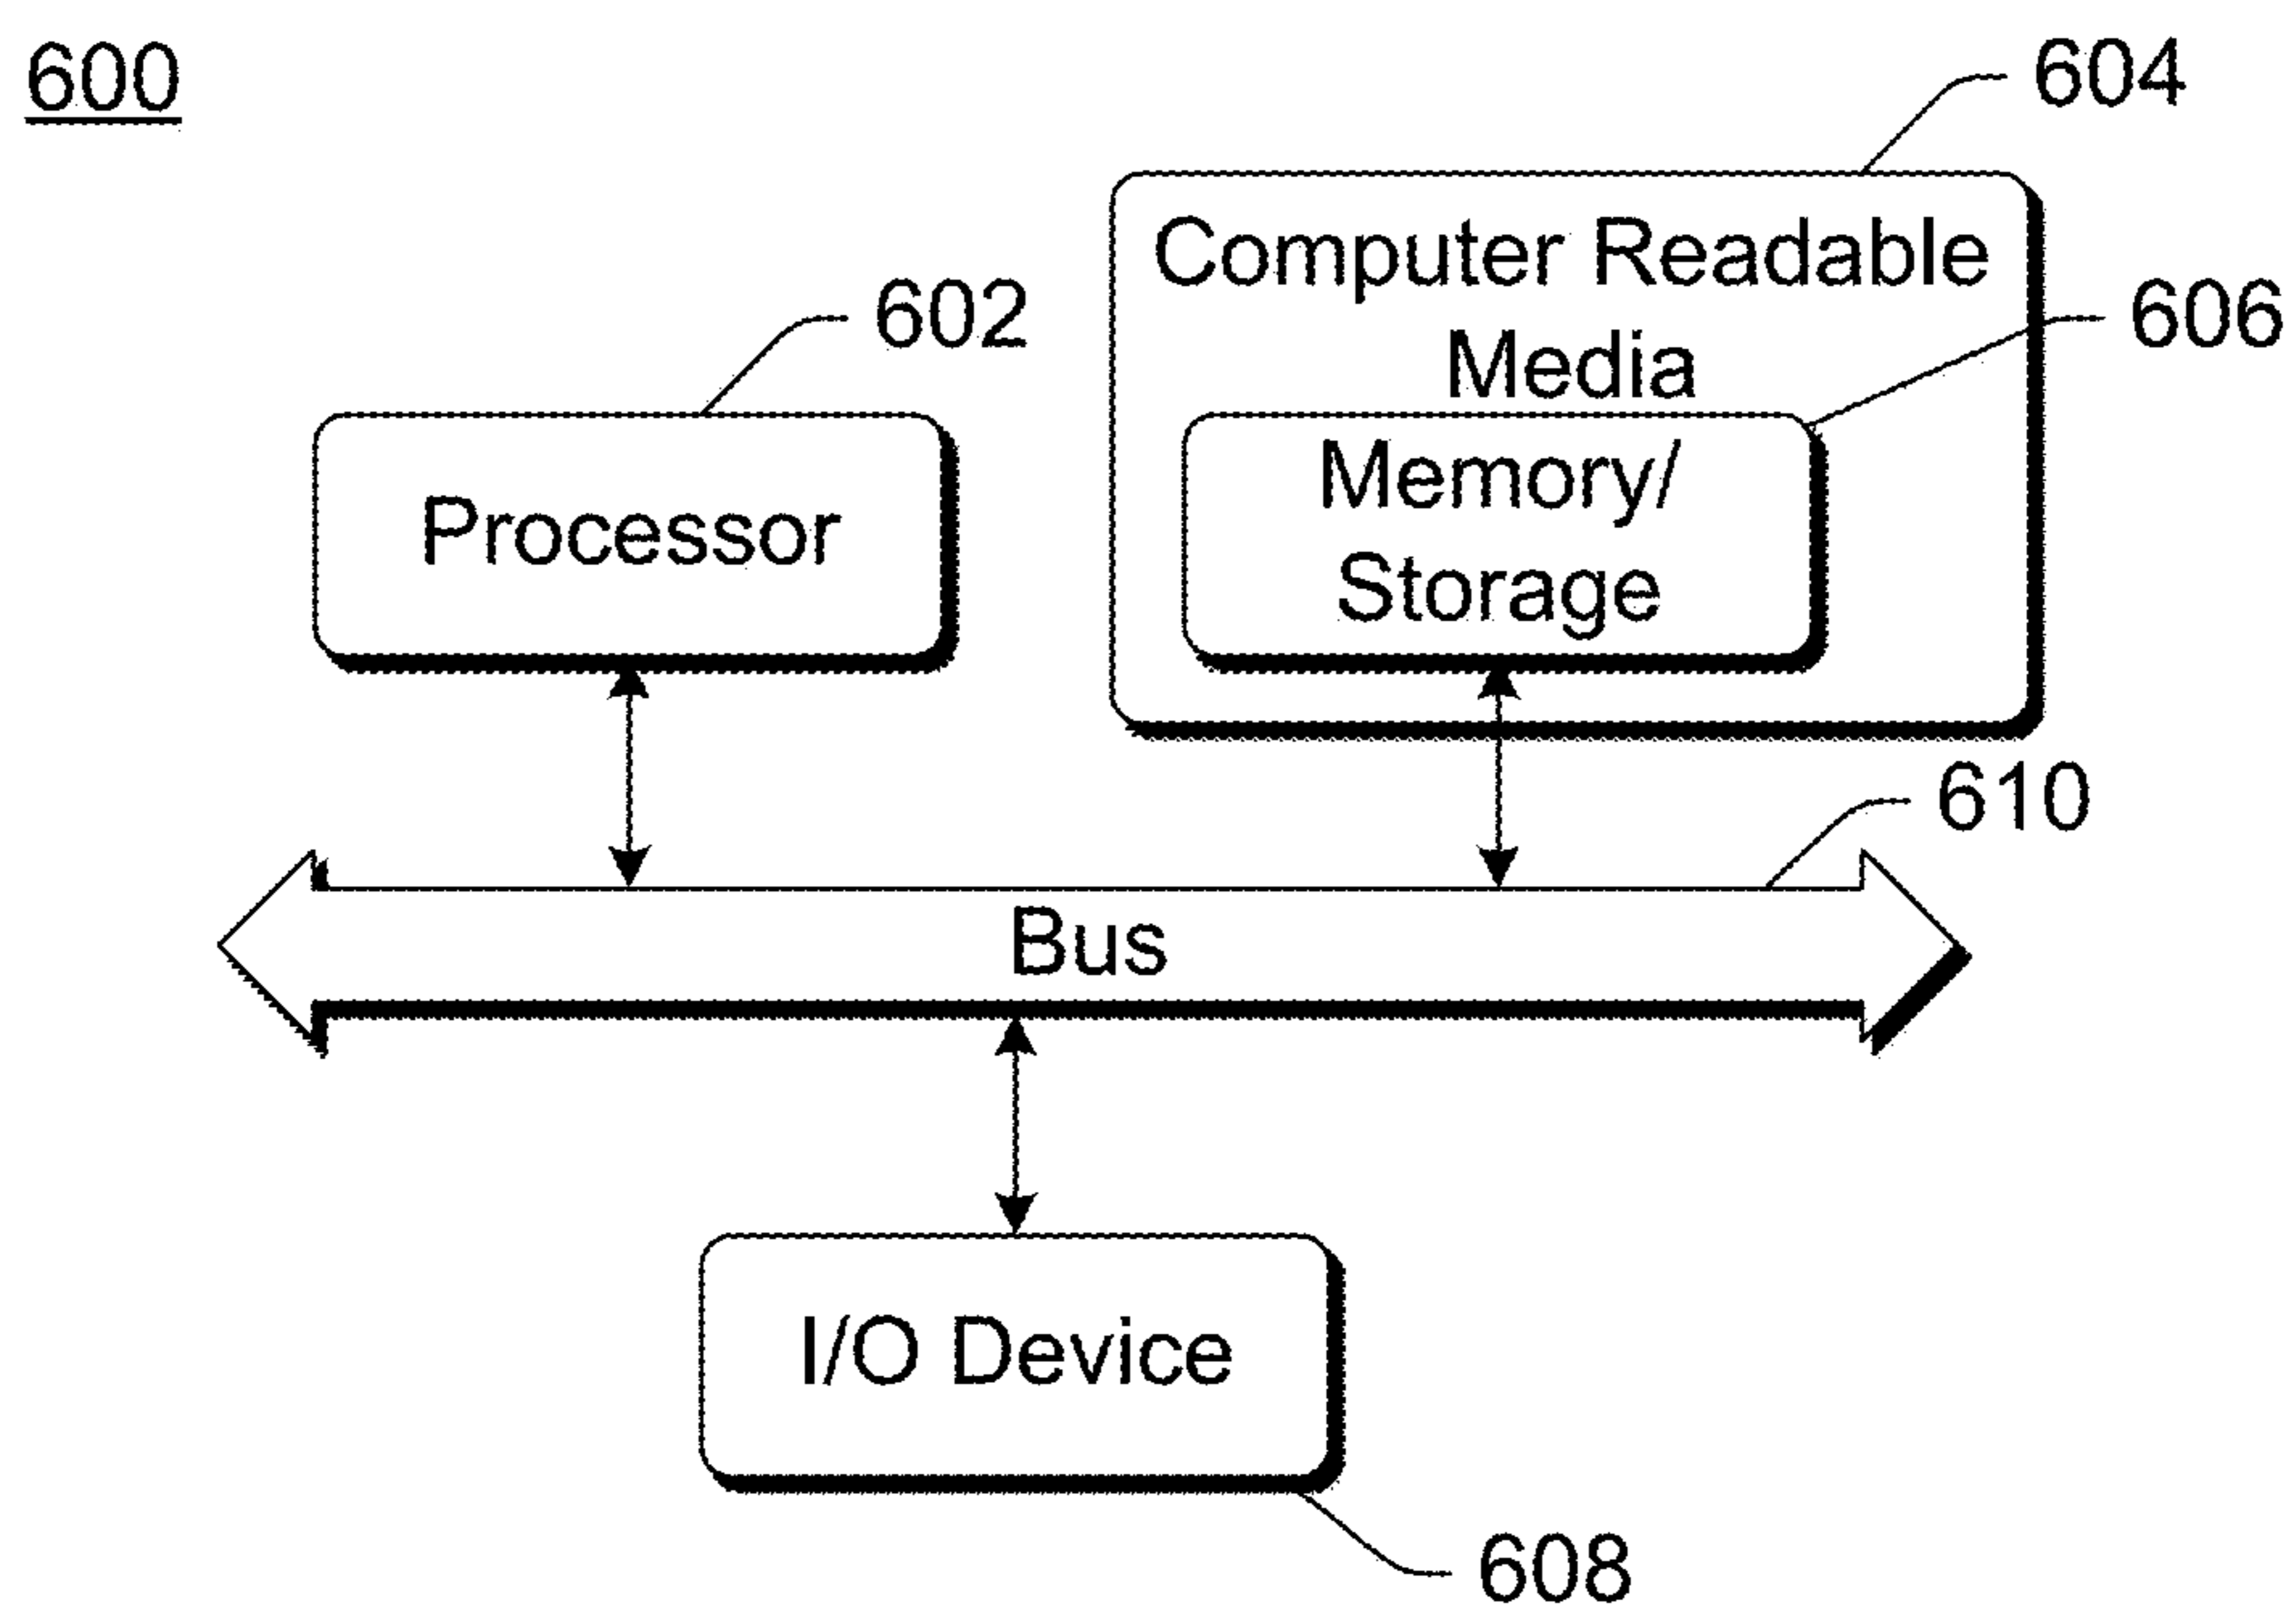 600
604
Computer Readable
Media
606
602
Processor
Memory/
Storage
610
Bus
I/O Device
608